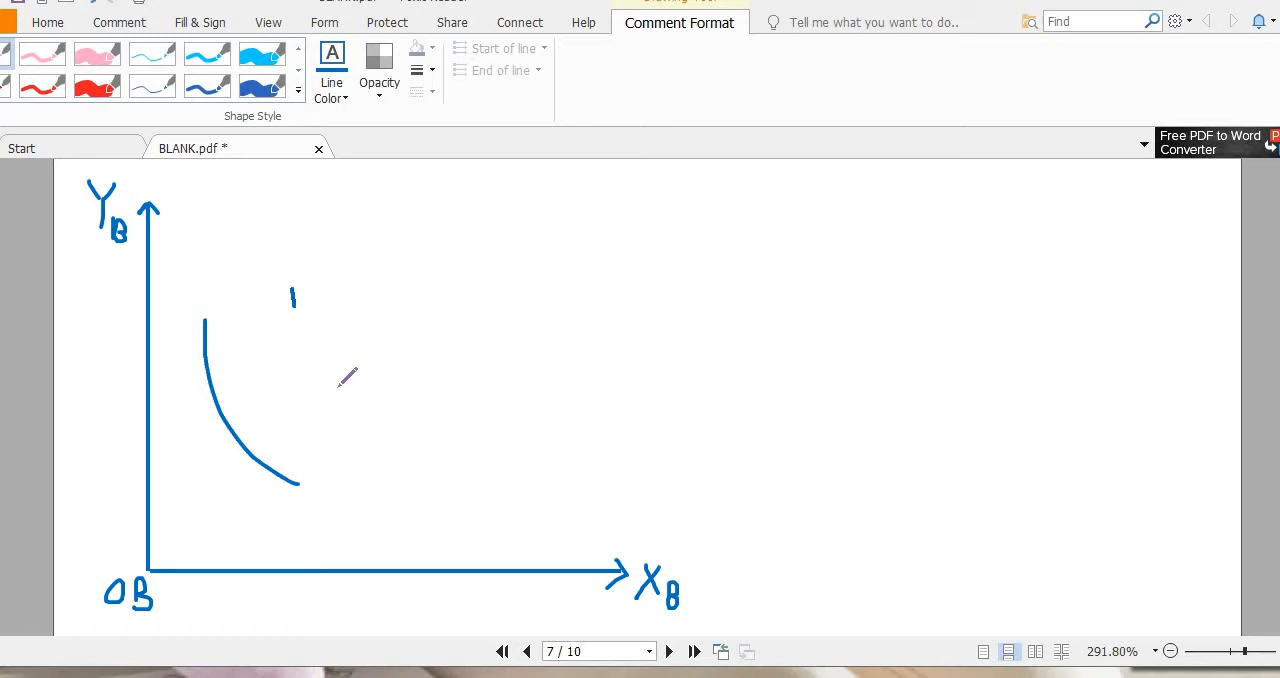 Home Comment Fill & Sign View Form Protect Share Connect Help Comment Format Tell me what you want to do.. Find
A
Line Color
Opacity
Start of line
End of line
Shape Style
Start
BLANK.pdf *
Free PDF to Word Converter
YB
OB
XB
7 / 10
291.80%